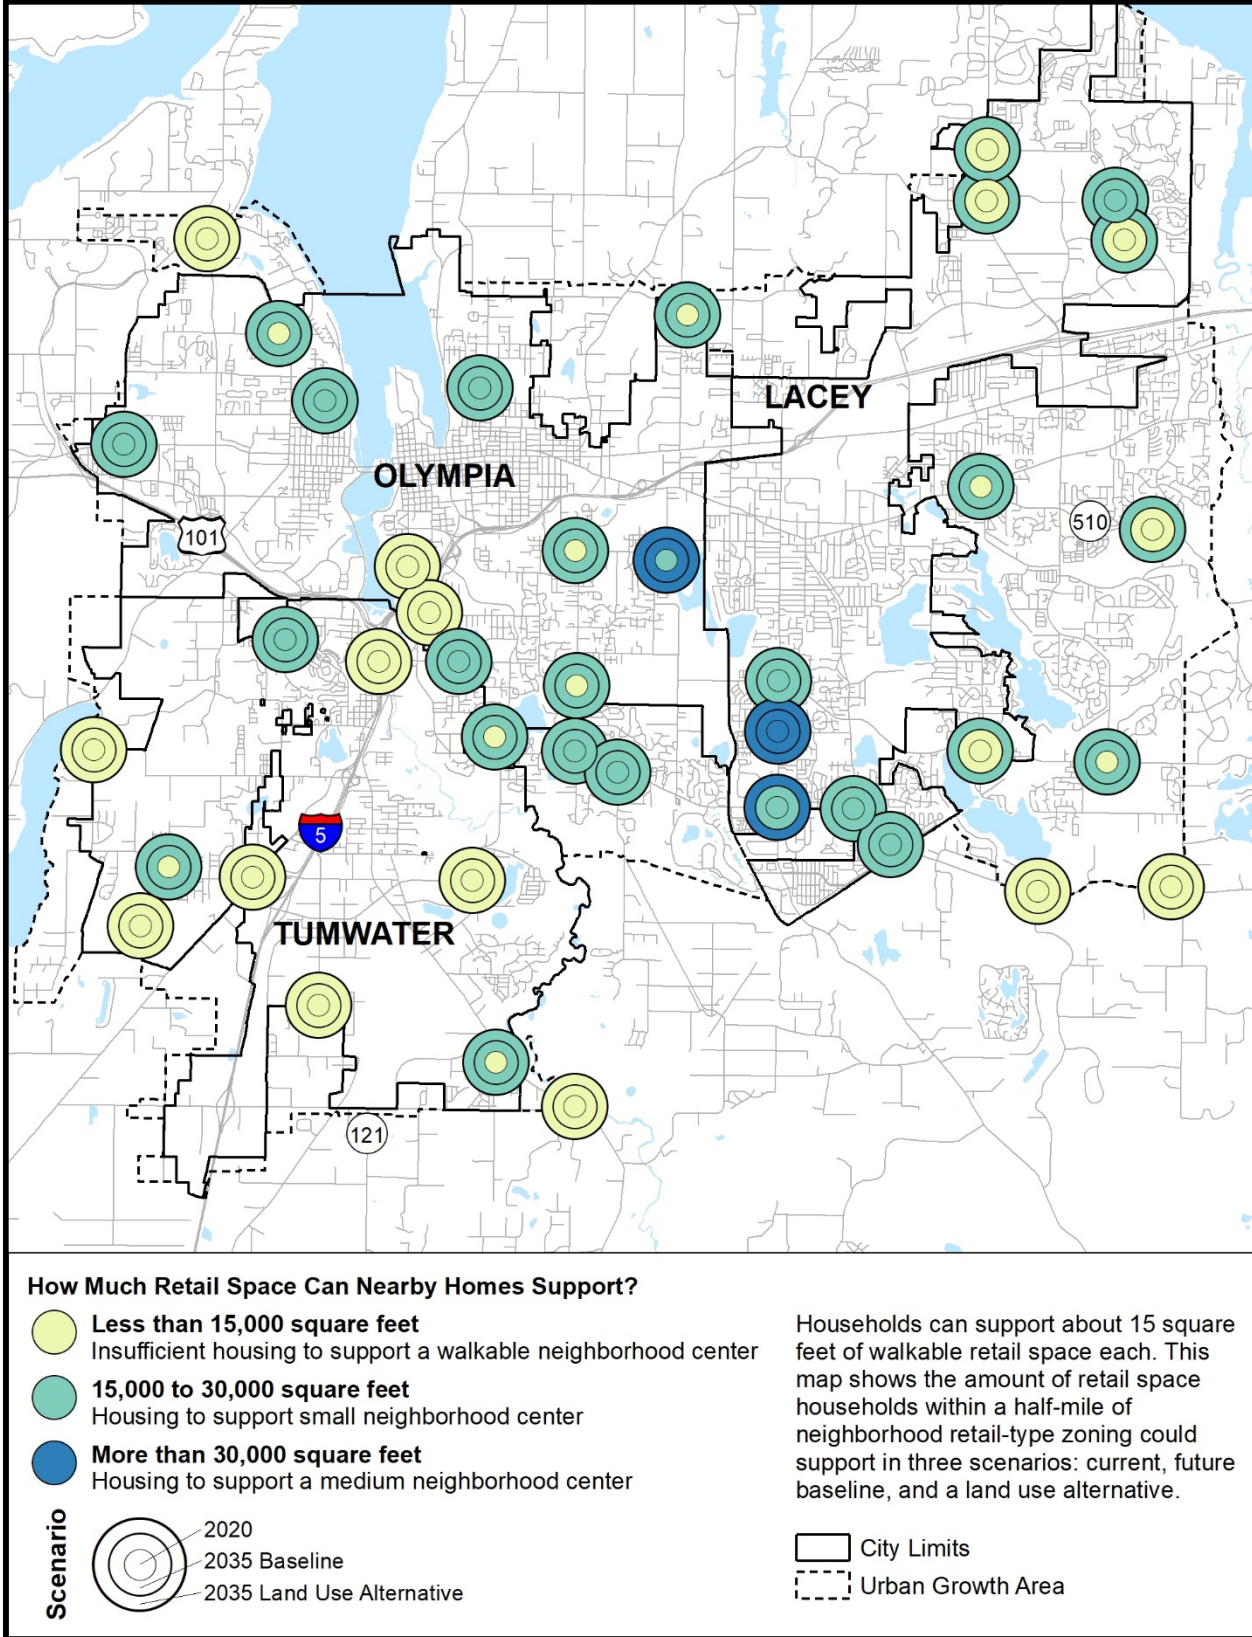 LACEY
OLYMPIA
101
510
5
TUMWATER
121
How Much Retail Space Can Nearby Homes Support?
Less than 15,000 square feet
Insufficient housing to support a walkable neighborhood center
15,000 to 30,000 square feet
Housing to support small neighborhood center
More than 30,000 square feet
Housing to support a medium neighborhood center
Scenario
2020
2035 Baseline
2035 Land Use Alternative
Households can support about 15 square
feet of walkable retail space each. This
map shows the amount of retail space
households within a half-mile of
neighborhood retail-type zoning could
support in three scenarios: current, future
baseline, and a land use alternative.
City Limits
Urban Growth Area